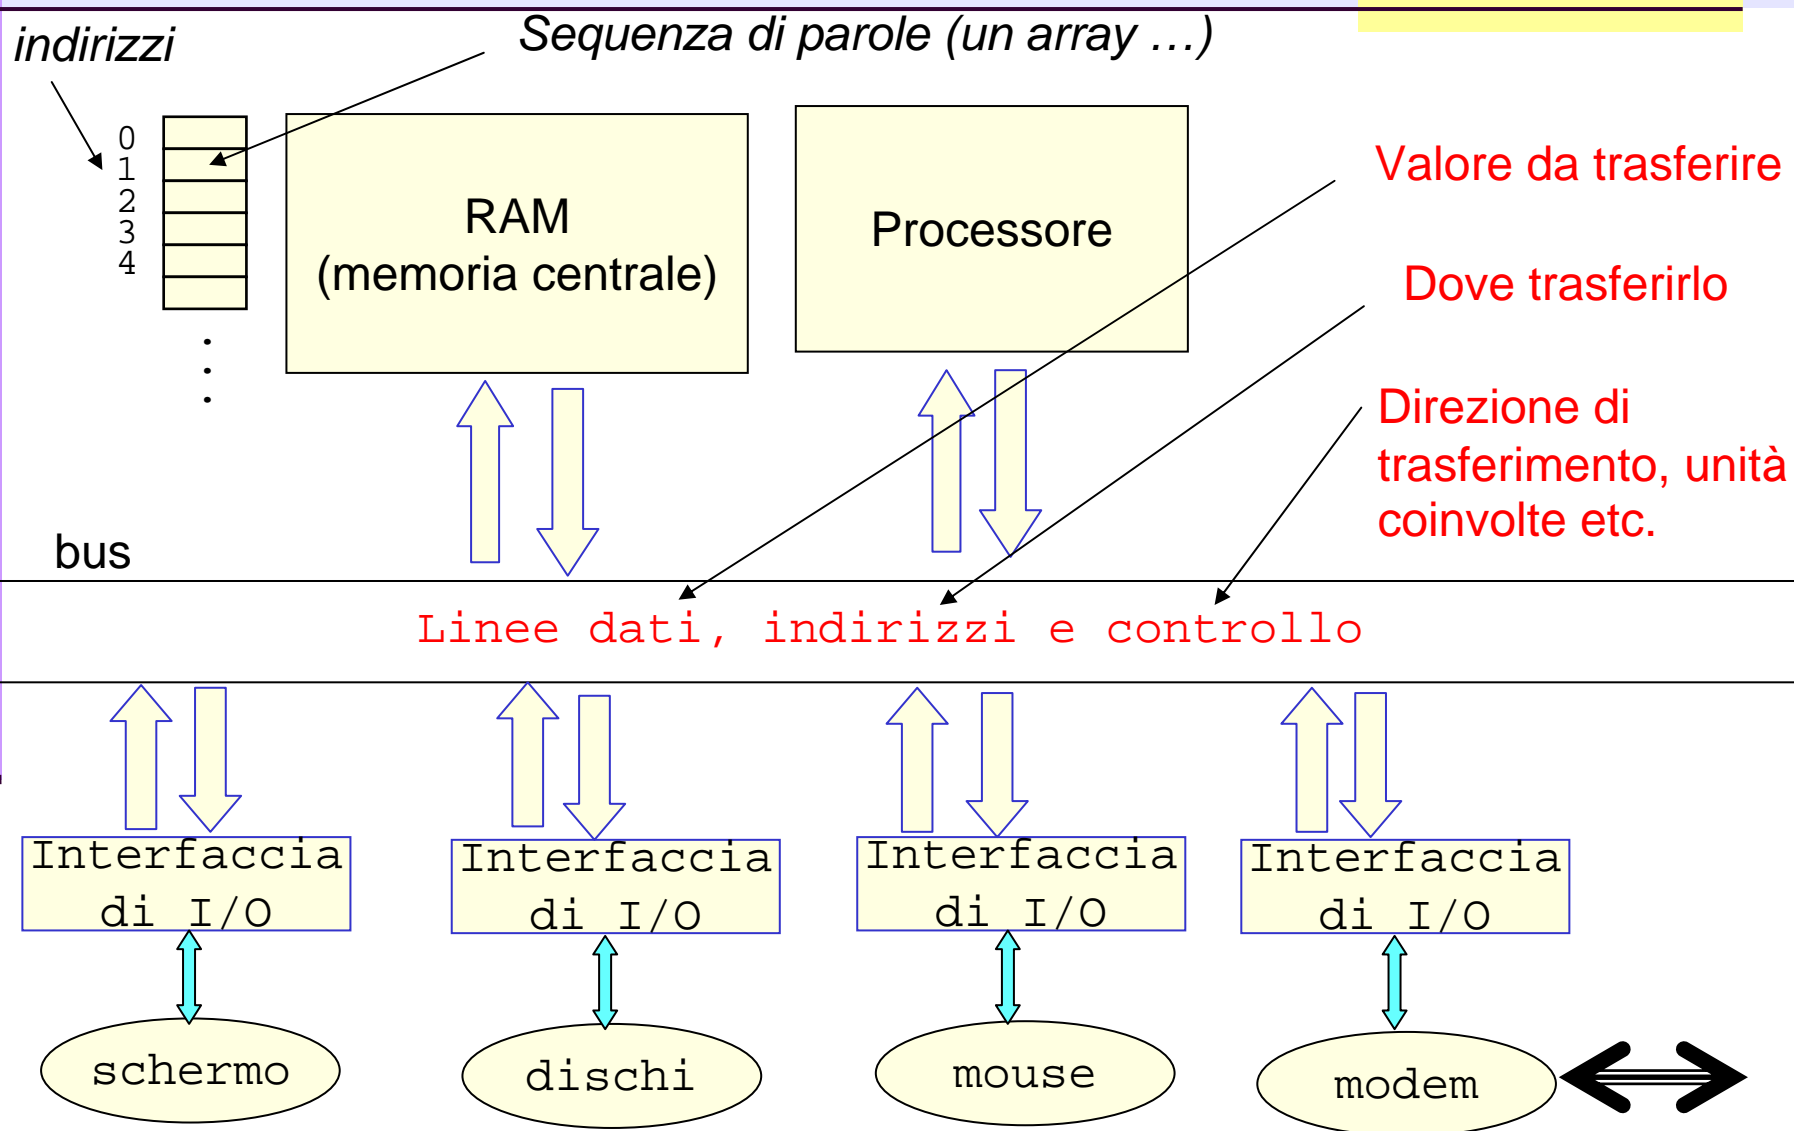 indirizzi
Sequenza di parole (un array …)
0
1
2
3
4
.
.
.
RAM
(memoria centrale)
Processore
Valore da trasferire
Dove trasferirlo
Direzione di
trasferimento, unità
coinvolte etc.
bus
Linee dati, indirizzi e controllo
Interfaccia
di I/O
Interfaccia
di I/O
Interfaccia
di I/O
Interfaccia
di I/O
schermo
dischi
mouse
modem